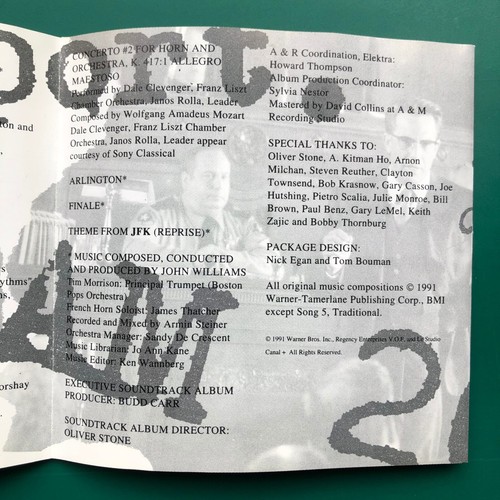 ton and
ythms"
ns.
orshay
CONCERTO #2 FOR HORN AND
ORCHESTRA, K. 417:1 ALLEGRO
MAESTOSO
Performed by Dale Clevenger, Franz Liszt
Chamber Orchestra, Janos Rolla, Leader
Composed by Wolfgang Amadeus Mozart
Dale Clevenger, Franz Liszt Chamber
Orchestra, Janos Rolla, Leader appear
courtesy of Sony Classical
ARLINGTON*
FINALE*
THEME FROM JFK (REPRISE)*
* MUSIC COMPOSED, CONDUCTED
AND PRODUCED BY JOHN WILLIAMS
Tim Morrison: Principal Trumpet (Boston
Pops Orchestra)
French Horn Soloist: James Thatcher
Recorded and Mixed by Armin Steiner
Orchestra Manager: Sandy De Crescent
Music Librarian: Jo Ann Kane
Music Editor: Ken Wannberg
EXECUTIVE SOUNDTRACK ALBUM
PRODUCER: BUDD CARR
SOUNDTRACK ALBUM DIRECTOR:
OLIVER STONE
A & R Coordination, Elektra:
Howard Thompson
Album Production Coordinator:
Sylvia Nestor
Mastered by David Collins at A & M
Recording Studio
SPECIAL THANKS TO:
Oliver Stone, A. Kitman Ho, Arnon
Milchan, Steven Reuther, Clayton
Townsend, Bob Krasnow, Gary Casson, Joe
Hutshing, Pietro Scalia, Julie Monroe, Bill
Brown, Paul Benz, Gary LeMel, Keith
Zajic and Bobby Thornburg
PACKAGE DESIGN:
Nick Egan and Tom Bouman
All original music compositions © 1991
Warner-Tamerlane Publishing Corp., BMI
except Song 5, Traditional.
© 1991 Warner Bros. Inc., Regency Enterprises V.O.F. and Le Studio
Canal + All Rights Reserved.